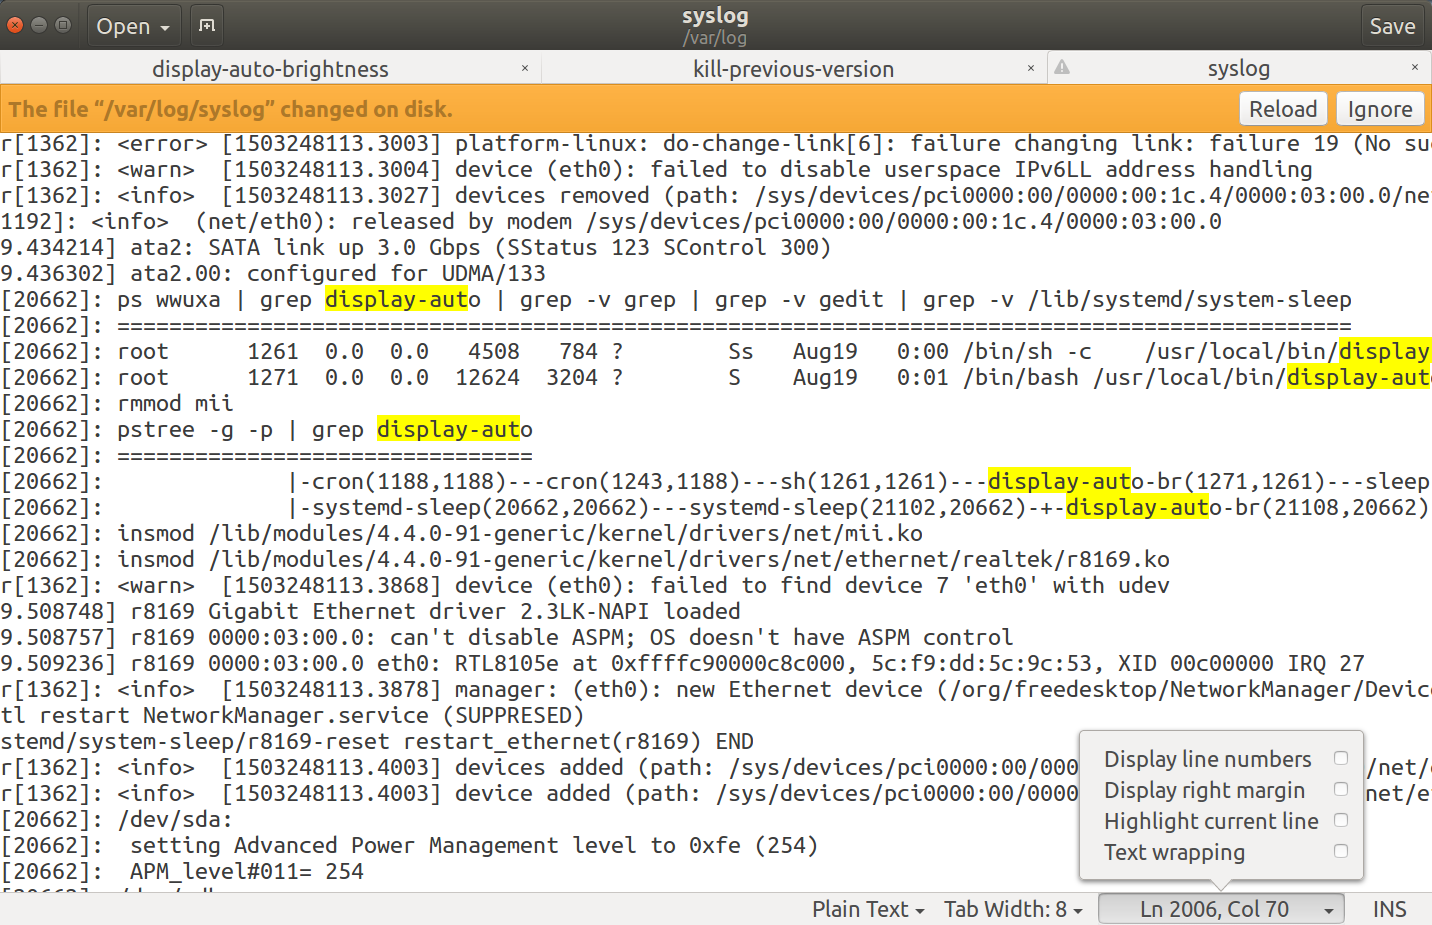 Open
syslog
/var/log
Save
display-auto-brightness ×
kill-previous-version ×
syslog ×
The file “/var/log/syslog” changed on disk.
Reload
Ignore
r[1362]: <error> [1503248113.3003] platform-linux: do-change-link[6]: failure changing link: failure 19 (No su
r[1362]: <warn>  [1503248113.3004] device (eth0): failed to disable userspace IPv6LL address handling
r[1362]: <info>  [1503248113.3027] devices removed (path: /sys/devices/pci0000:00/0000:00:1c.4/0000:03:00.0/ne
1192]: <info>  (net/eth0): released by modem /sys/devices/pci0000:00/0000:00:1c.4/0000:03:00.0
9.434214] ata2: SATA link up 3.0 Gbps (SStatus 123 SControl 300)
9.436302] ata2.00: configured for UDMA/133
[20662]: ps wwuxa | grep display-auto | grep -v grep | grep -v gedit | grep -v /lib/systemd/system-sleep
[20662]: ===============================================================================================
[20662]: root      1261  0.0  0.0   4508   784 ?        Ss   Aug19   0:00 /bin/sh -c    /usr/local/bin/display
[20662]: root      1271  0.0  0.0  12624  3204 ?        S    Aug19   0:01 /bin/bash /usr/local/bin/display-aut
[20662]: rmmod mii
[20662]: pstree -g -p | grep display-auto
[20662]: ================================
[20662]:              |-cron(1188,1188)---cron(1243,1188)---sh(1261,1261)---display-auto-br(1271,1261)---sleep
[20662]:              |-systemd-sleep(20662,20662)---systemd-sleep(21102,20662)-+-display-auto-br(21108,20662)
[20662]: insmod /lib/modules/4.4.0-91-generic/kernel/drivers/net/mii.ko
[20662]: insmod /lib/modules/4.4.0-91-generic/kernel/drivers/net/ethernet/realtek/r8169.ko
r[1362]: <warn>  [1503248113.3868] device (eth0): failed to find device 7 'eth0' with udev
9.508748] r8169 Gigabit Ethernet driver 2.3LK-NAPI loaded
9.508757] r8169 0000:03:00.0: can't disable ASPM; OS doesn't have ASPM control
9.509236] r8169 0000:03:00.0 eth0: RTL8105e at 0xffffc90000c8c000, 5c:f9:dd:5c:9c:53, XID 00c00000 IRQ 27
r[1362]: <info>  [1503248113.3878] manager: (eth0): new Ethernet device (/org/freedesktop/NetworkManager/Device
tl restart NetworkManager.service (SUPPRESED)
stemd/system-sleep/r8169-reset restart_ethernet(r8169) END
r[1362]: <info>  [1503248113.4003] devices added (path: /sys/devices/pci0000:00/000 /net/
r[1362]: <info>  [1503248113.4003] device added (path: /sys/devices/pci0000:00/0000 net/e
[20662]: /dev/sda:
[20662]:  setting Advanced Power Management level to 0xfe (254)
[20662]:  APM_level#011= 254
Display line numbers
Display right margin
Highlight current line
Text wrapping
Plain Text
Tab Width: 8
Ln 2006, Col 70
INS